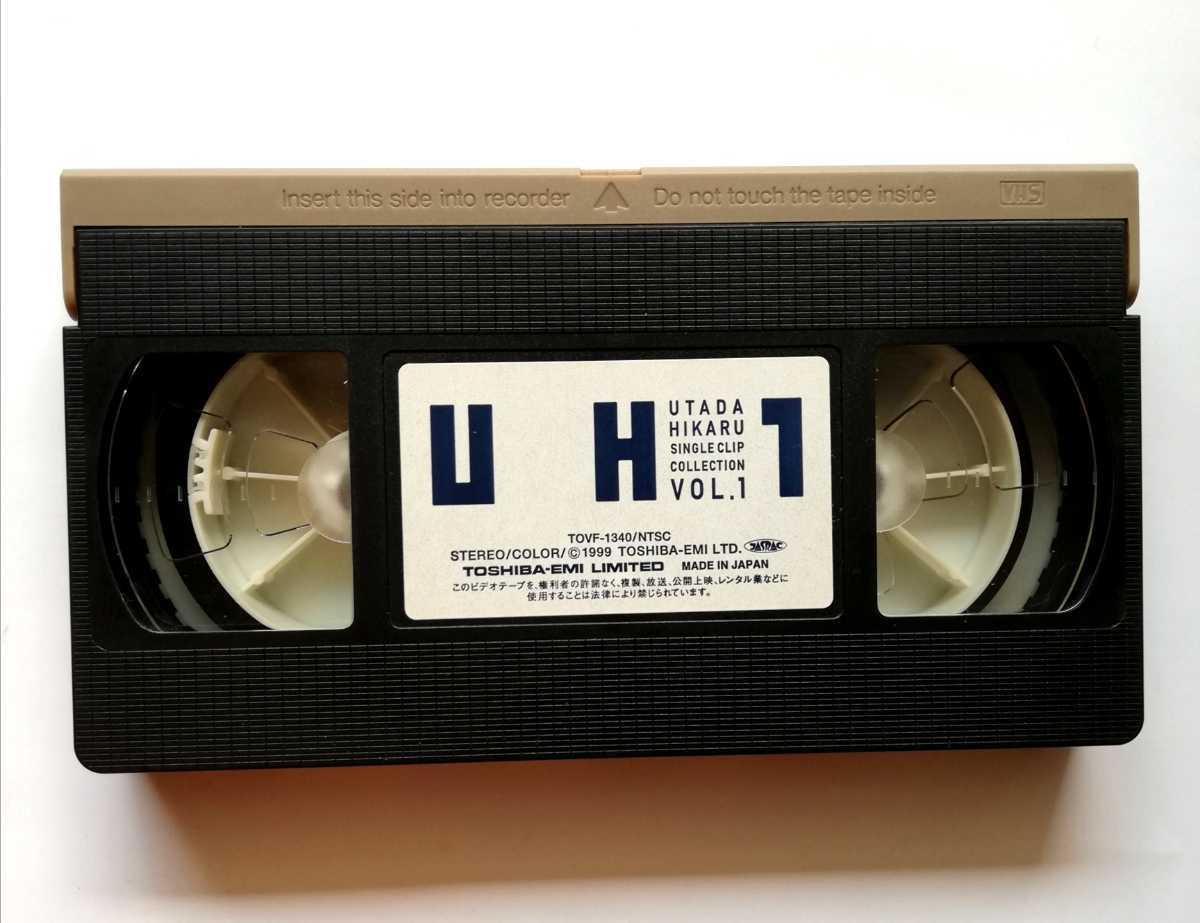 Insert this side into recorder Do not touch the tape inside VHS
U H 1
UTADA
HIKARU
SINGLE CLIP
COLLECTION
VOL.1
TOVF-1340/NTSC
STEREO/COLOR/Ⓒ1999 TOSHIBA-EMI LTD. JASRAC
TOSHIBA-EMI LIMITED MADE IN JAPAN
このビデオテープを、権利者の許諾なく、複製、放送、公開上映、レンタル業などに
使用することは法律により禁じられています。